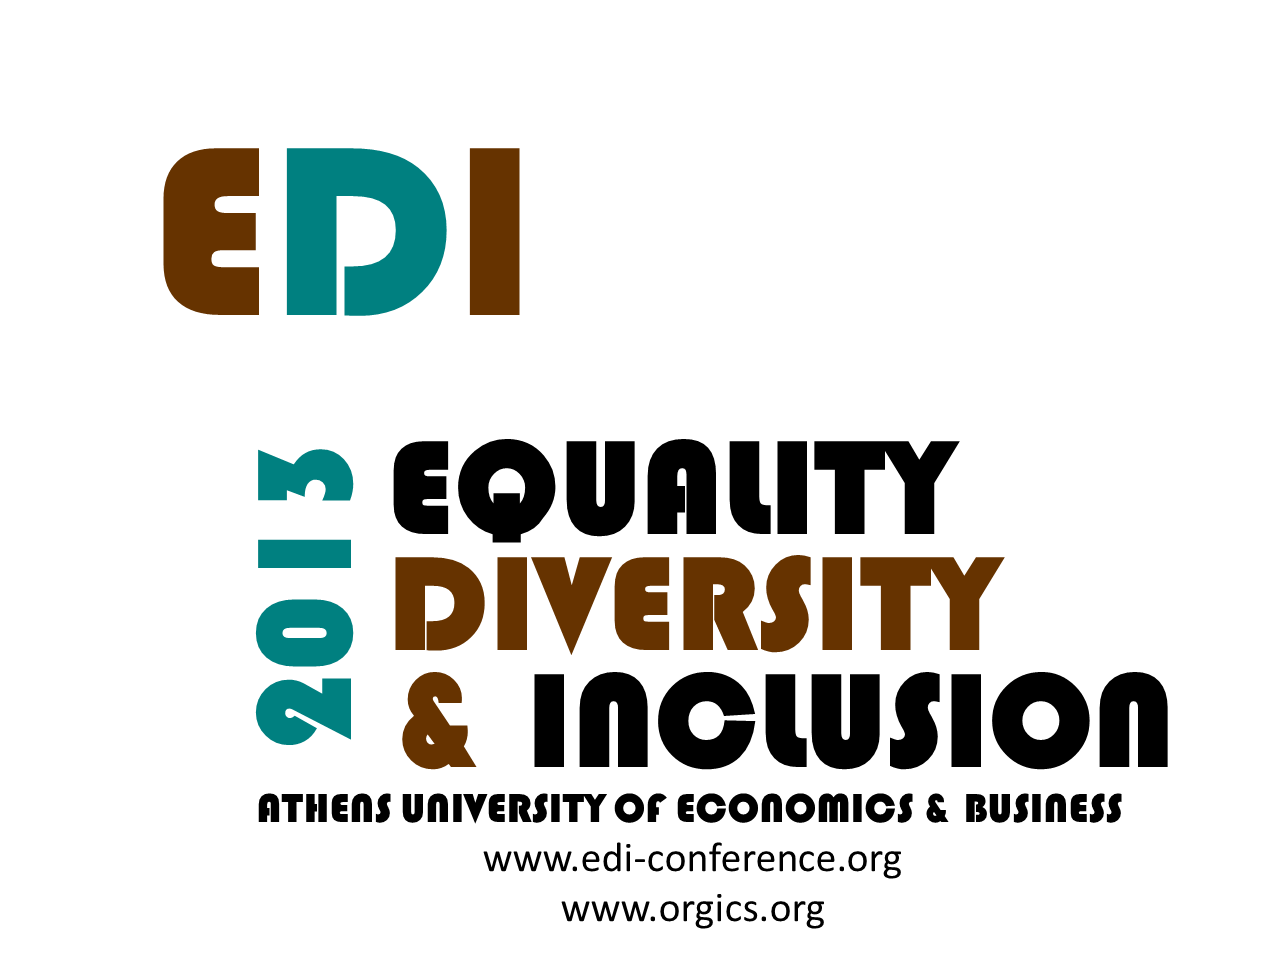 EDI
2013
EQUALITY
DIVERSITY
& INCLUSION
ATHENS UNIVERSITY OF ECONOMICS & BUSINESS
www.edi-conference.org
www.orgics.org